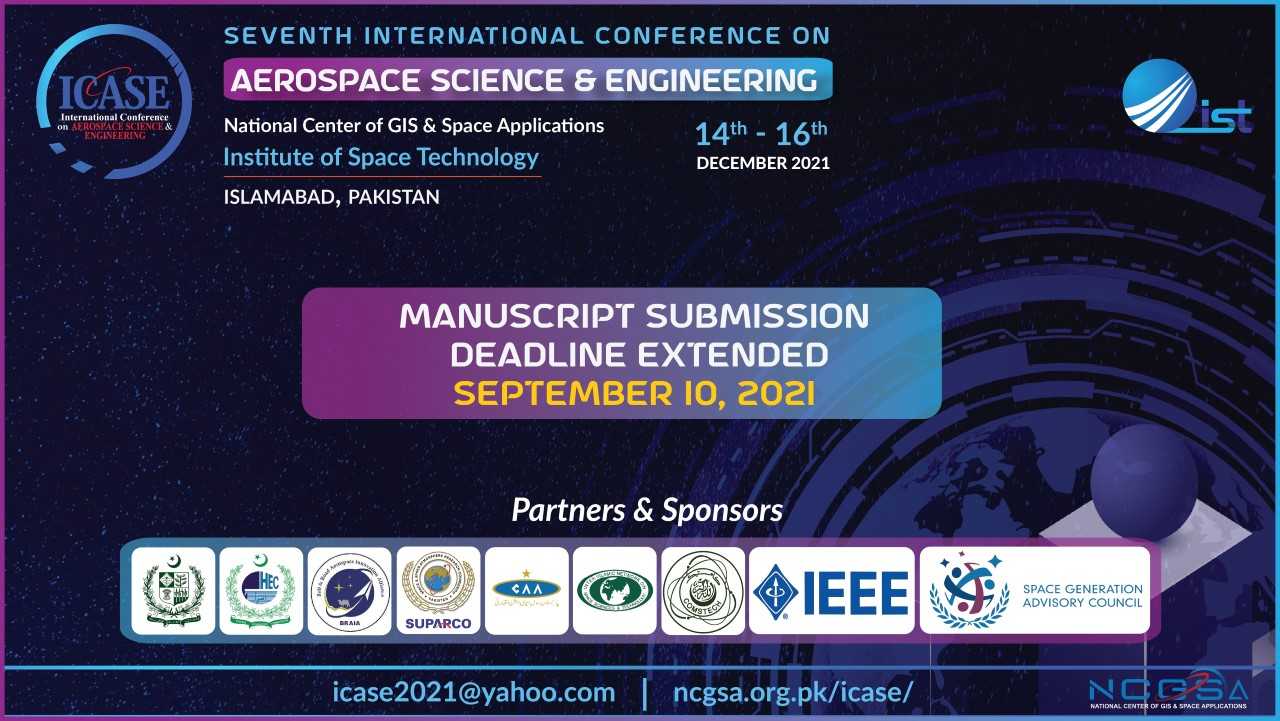 SEVENTH INTERNATIONAL CONFERENCE ON
AEROSPACE SCIENCE & ENGINEERING
ICASE
International Conference
on AEROSPACE SCIENCE &
ENGINEERING
National Center of GIS & Space Applications
Institute of Space Technology
ISLAMABAD, PAKISTAN
14th - 16th
DECEMBER 2021
ist
MANUSCRIPT SUBMISSION
DEADLINE EXTENDED
SEPTEMBER 10, 2021
Partners & Sponsors
HEC
BRAIA
SUPARCO
CAA
COMSTECH
IEEE
SPACE GENERATION
ADVISORY COUNCIL
icase2021@yahoo.com | ncgsa.org.pk/icase/
NCGSA
NATIONAL CENTER OF GIS & SPACE APPLICATIONS